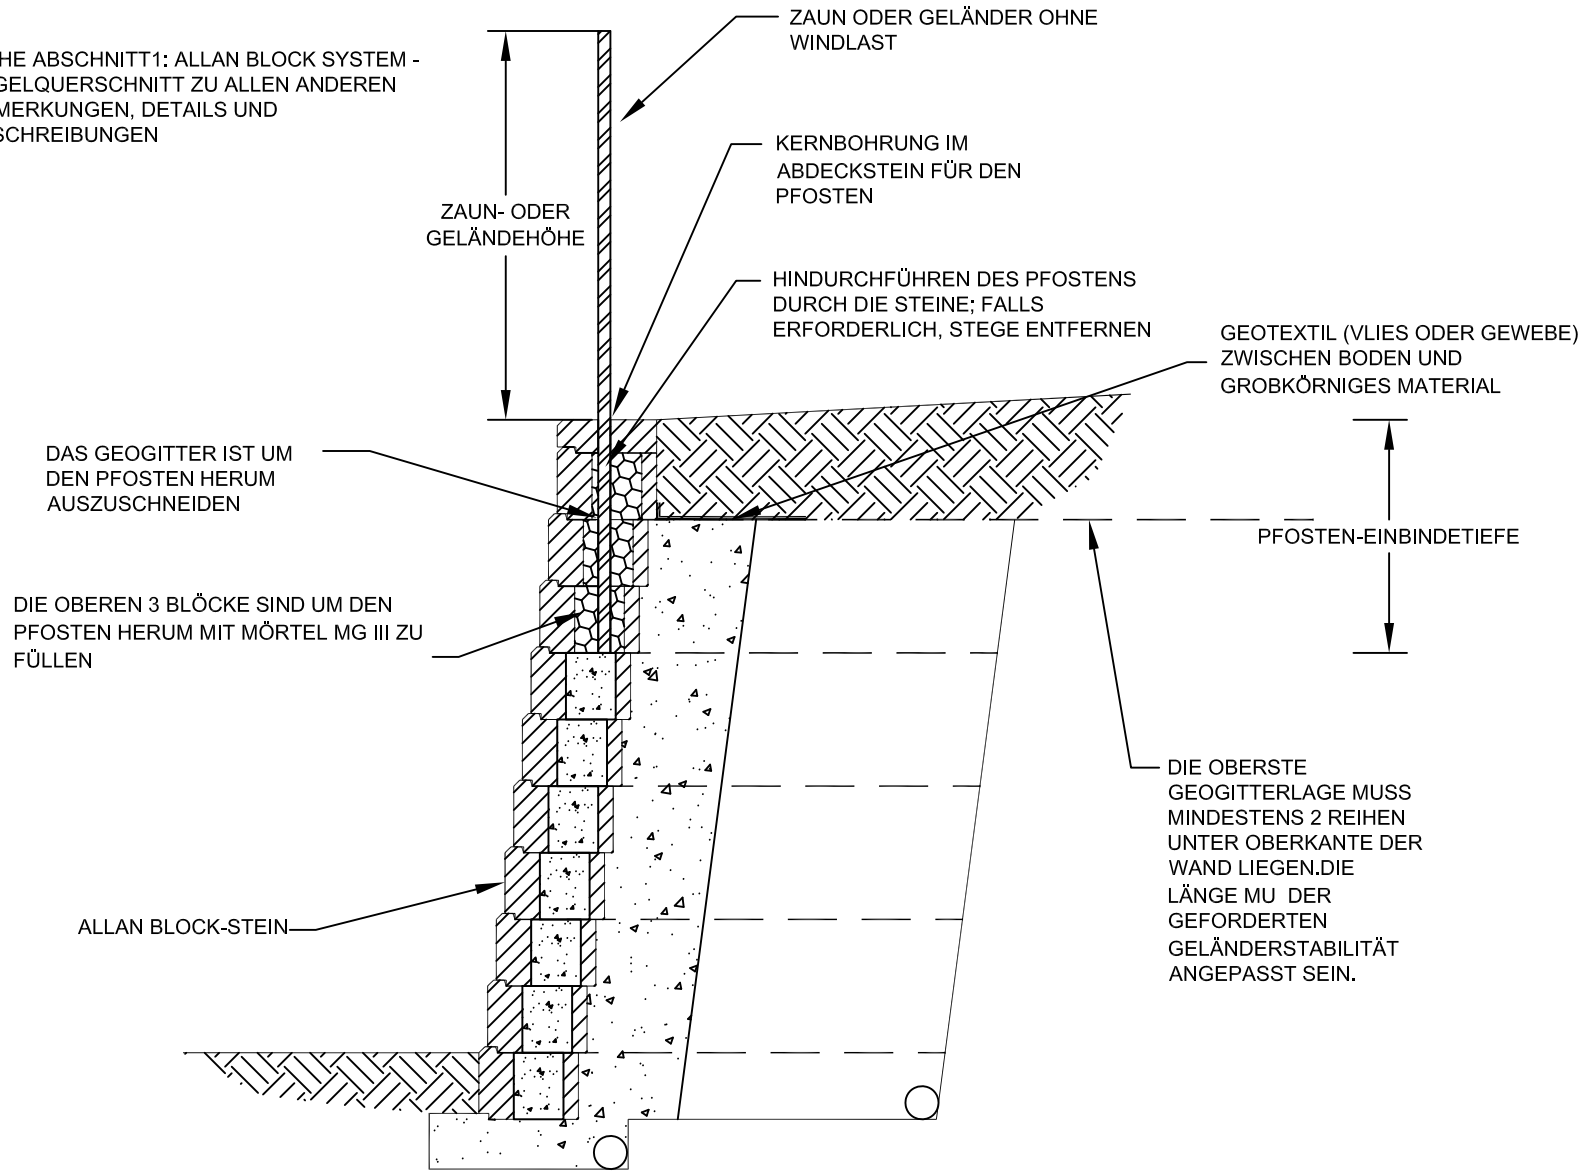 ZAUN ODER GELÄNDER OHNE
WINDLAST
HE ABSCHNITT1: ALLAN BLOCK SYSTEM -
GELQUERSCHNITT ZU ALLEN ANDEREN
MERKUNGEN, DETAILS UND
SCHREIBUNGEN
KERNBOHRUNG IM
ABDECKSTEIN FÜR DEN
PFOSTEN
ZAUN- ODER
GELÄNDEHÖHE
HINDURCHFÜHREN DES PFOSTENS
DURCH DIE STEINE; FALLS
ERFORDERLICH, STEGE ENTFERNEN
GEOTEXTIL (VLIES ODER GEWEBE)
ZWISCHEN BODEN UND
GROBKÖRNIGES MATERIAL
DAS GEOGITTER IST UM
DEN PFOSTEN HERUM
AUSZUSCHNEIDEN
PFOSTEN-EINBINDETIEFE
DIE OBEREN 3 BLÖCKE SIND UM DEN
PFOSTEN HERUM MIT MÖRTEL MG III ZU
FÜLLEN
DIE OBERSTE
GEOGITTERLAGE MUSS
MINDESTENS 2 REIHEN
UNTER OBERKANTE DER
WAND LIEGEN.DIE
LÄNGE MU  DER
GEFORDERTEN
GELÄNDERSTABILITÄT
ANGEPASST SEIN.
ALLAN BLOCK-STEIN